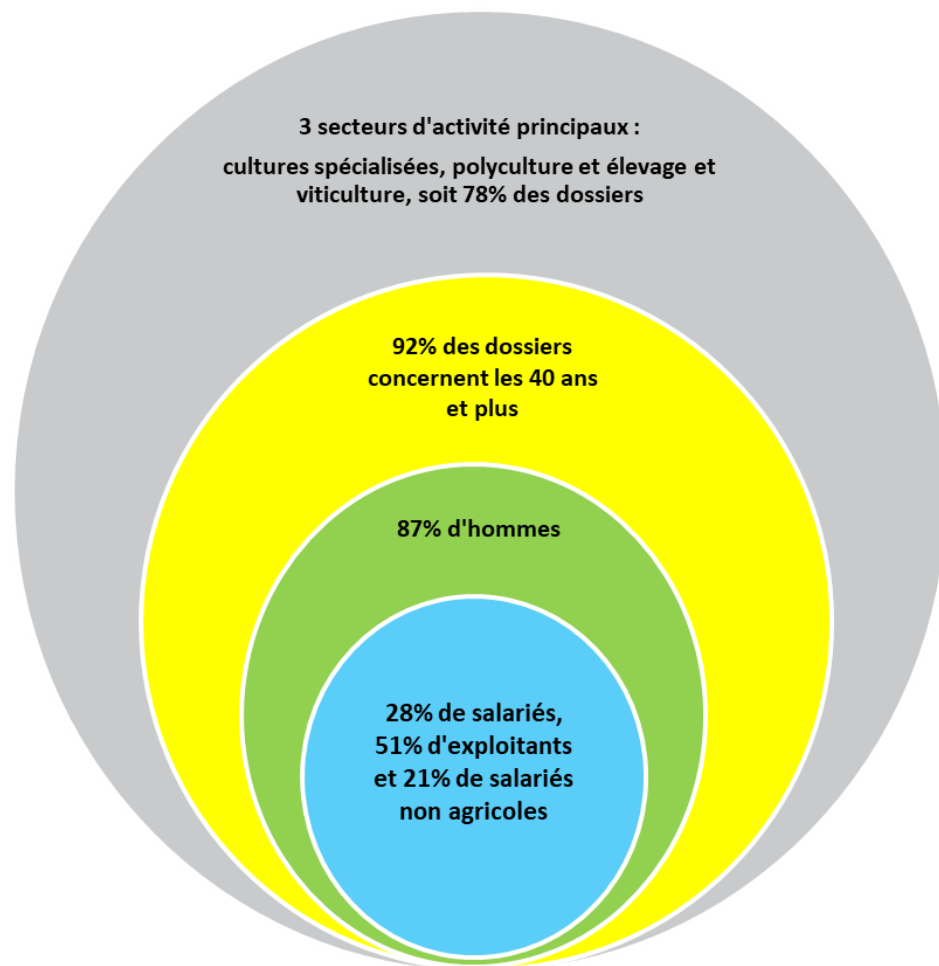 3 secteurs d'activité principaux :
cultures spécialisées, polyculture et élevage et
viticulture, soit 78% des dossiers
92% des dossiers
concernent les 40 ans
et plus
87% d'hommes
28% de salariés,
51% d'exploitants
et 21% de salariés
non agricoles